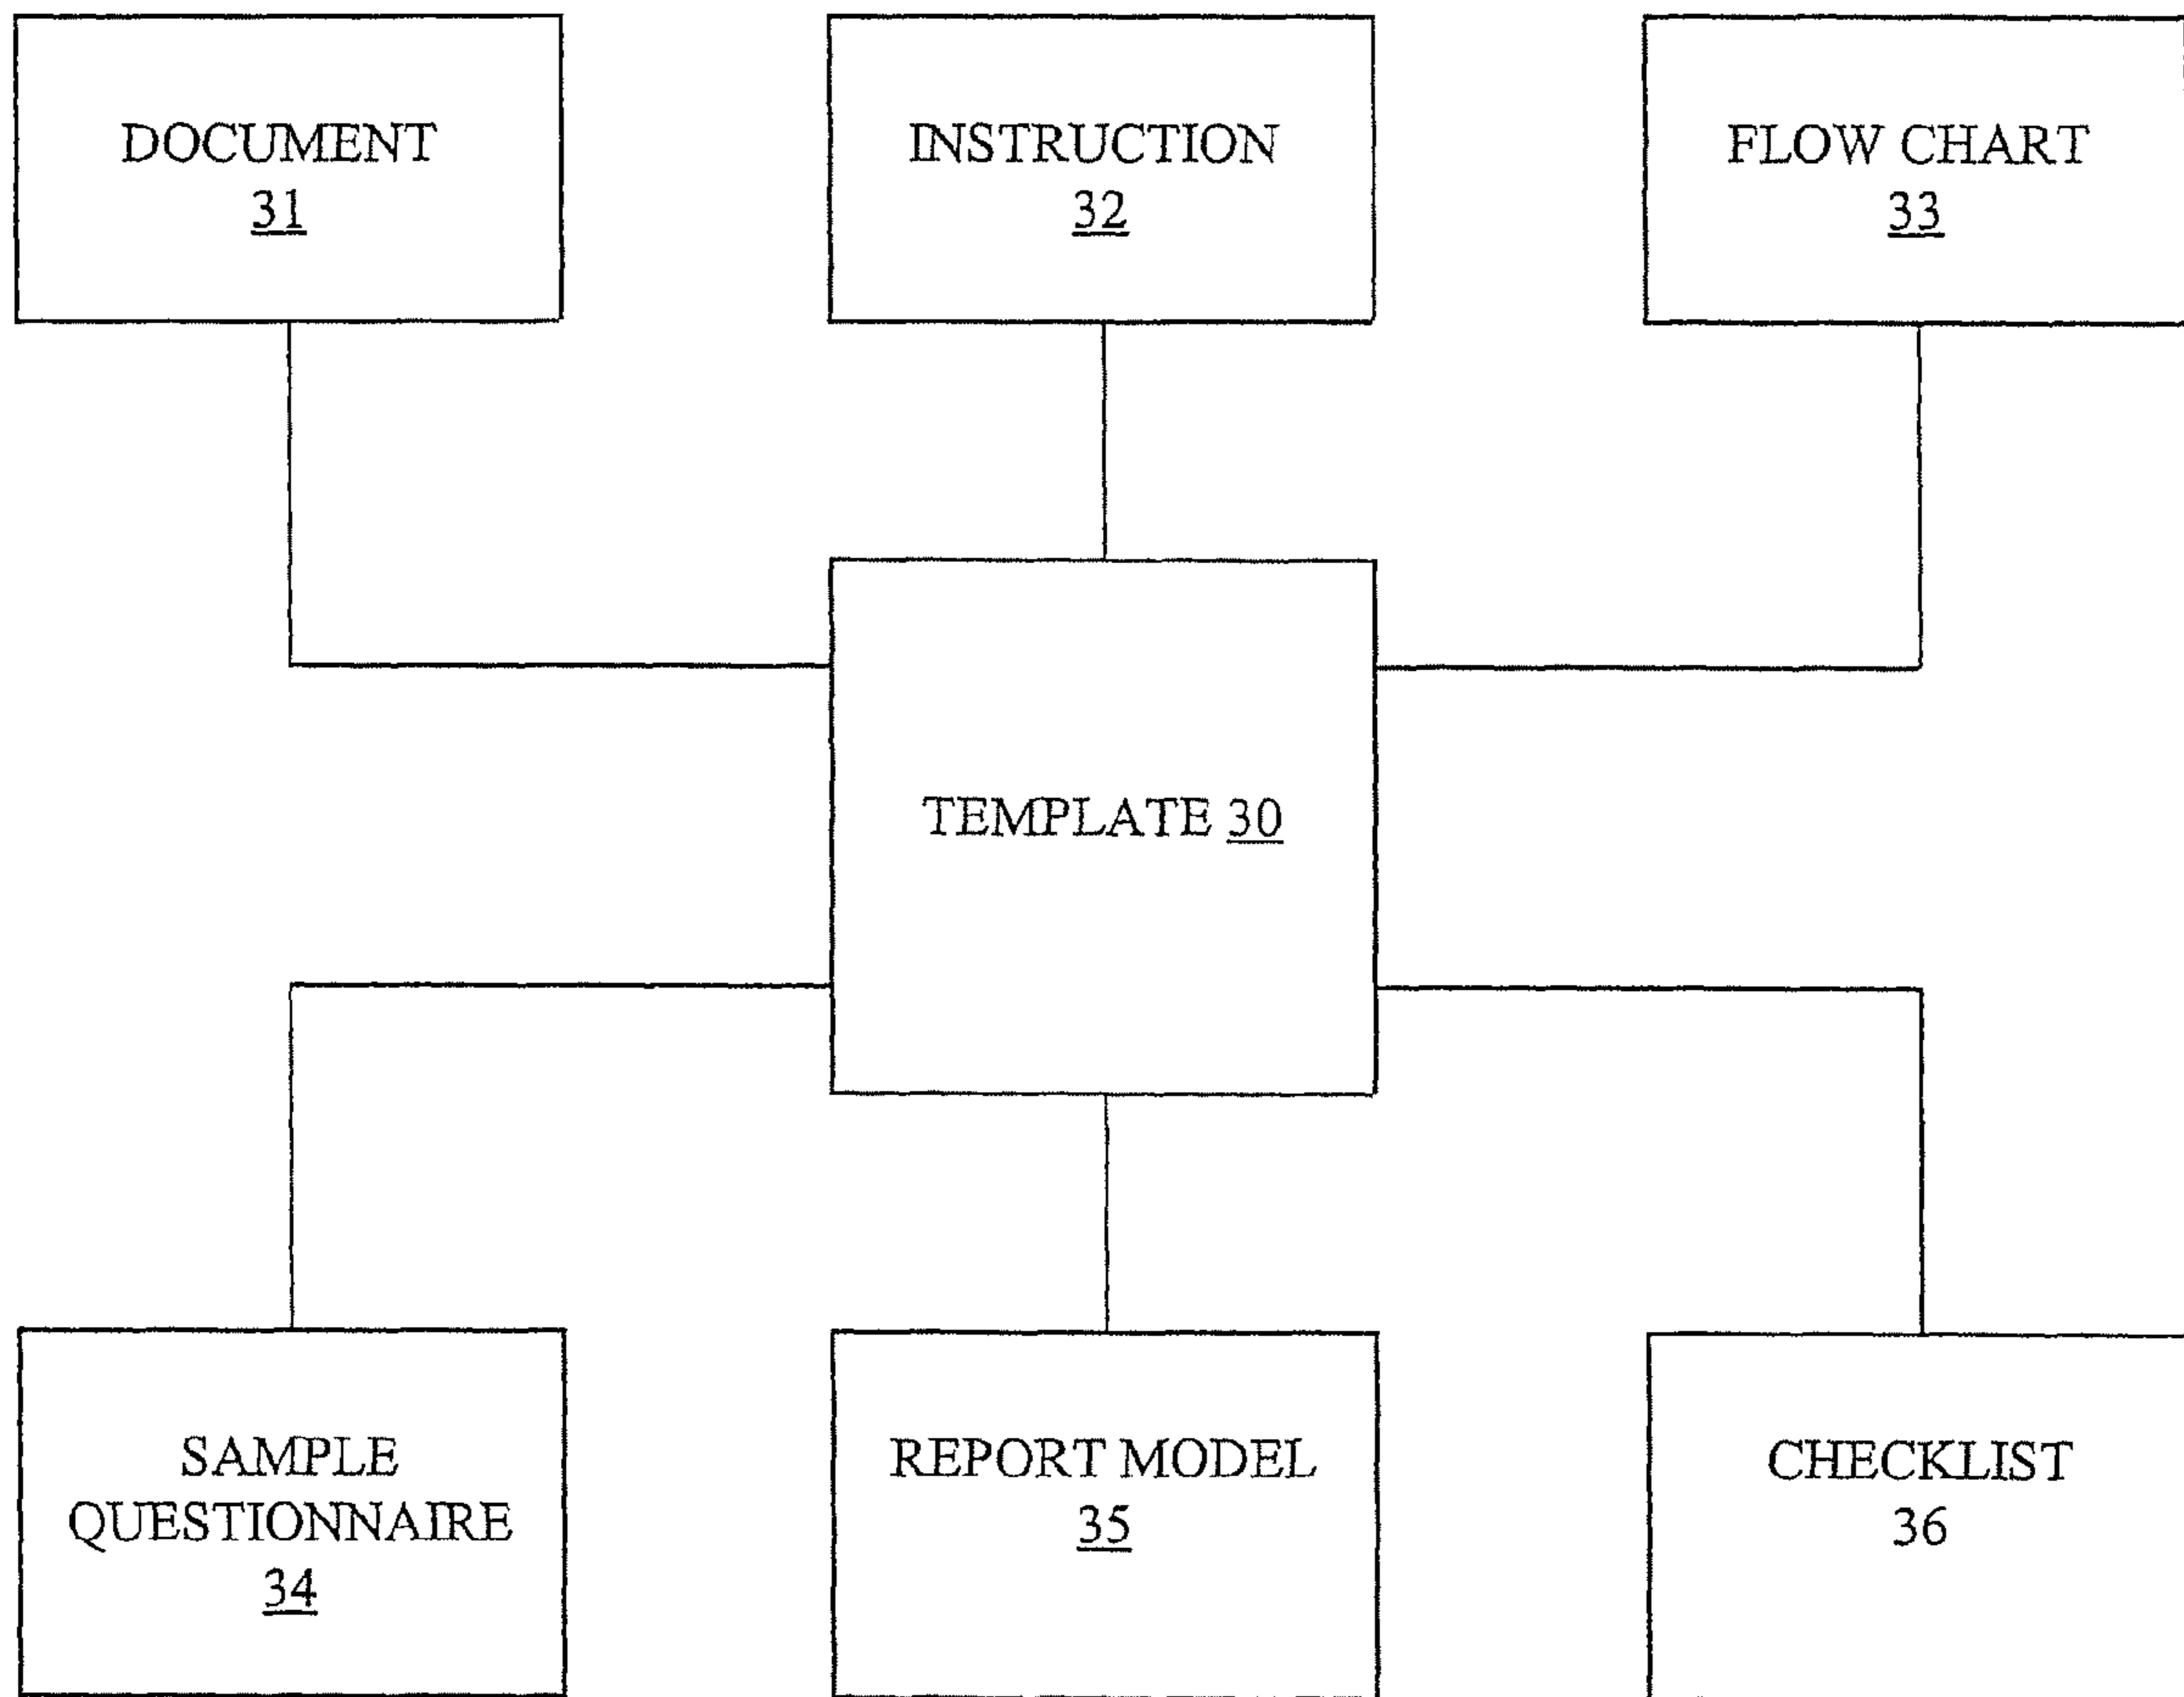 DOCUMENT
31
INSTRUCTION
32
FLOW CHART
33
TEMPLATE 30
SAMPLE
QUESTIONNAIRE
34
REPORT MODEL
35
CHECKLIST
36